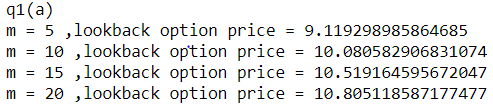 q1(a)
m = 5 ,lookback option price = 9.119298985864685
m = 10 ,lookback option price = 10.080582906831074
m = 15 ,lookback option price = 10.519164595672047
m = 20 ,lookback option price = 10.805118587177477